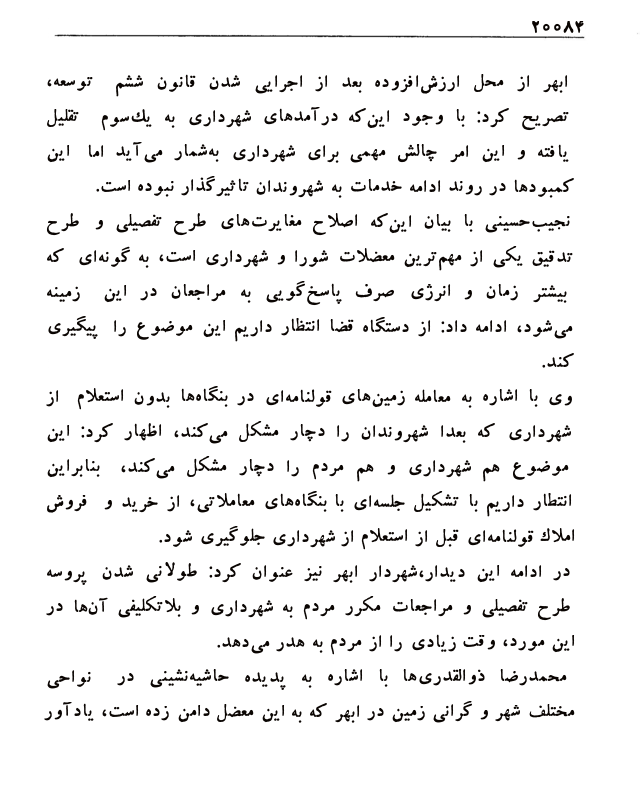 ۲۰۰۸۴
ابهر از محل ارزش‌افزوده بعد از اجرایی شدن قانون ششم توسعه،
تصریح کرد: با وجود این‌که درآمدهای شهرداری به یك‌سوم تقلیل
یافته و این امر چالش مهمی برای شهرداری به‌شمار می‌آید اما این
کمبودها در روند ادامه خدمات به شهروندان تاثیرگذار نبوده است.
نجیب‌حسینی با بیان این‌که اصلاح مغایرت‌های طرح تفصیلی و طرح
تدقیق یکی از مهم‌ترین معضلات شورا و شهرداری است، به گونه‌ای که
بیشتر زمان و انرژی صرف پاسخ‌گویی به مراجعان در این زمینه
می‌شود، ادامه داد: از دستگاه قضا انتظار داریم این موضوع را پیگیری
کند.
وی با اشاره به معامله زمین‌های قولنامه‌ای در بنگاه‌ها بدون استعلام از
شهرداری که بعدا شهروندان را دچار مشکل می‌کند، اظهار کرد: این
موضوع هم شهرداری و هم مردم را دچار مشکل می‌کند، بنابراین
انتظار داریم با تشکیل جلسه‌ای با بنگاه‌های معاملاتی، از خرید و فروش
املاك قولنامه‌ای قبل از استعلام از شهرداری جلوگیری شود.
در ادامه این دیدار،شهردار ابهر نیز عنوان کرد: طولانی شدن پروسه
طرح تفصیلی و مراجعات مکرر مردم به شهرداری و بلاتکلیفی آن‌ها در
این مورد، وقت زیادی را از مردم به هدر می‌دهد.
محمدرضا ذوالقدری‌ها با اشاره به پدیده حاشیه‌نشینی در نواحی
مختلف شهر و گرانی زمین در ابهر که به این معضل دامن زده است، یادآور